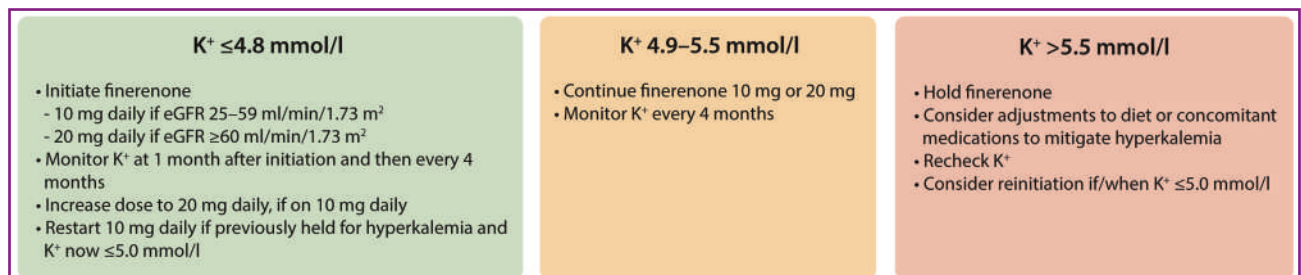 K⁺ ≤4.8 mmol/l
• Initiate finerenone
- 10 mg daily if eGFR 25–59 ml/min/1.73 m²
- 20 mg daily if eGFR ≥60 ml/min/1.73 m²
• Monitor K⁺ at 1 month after initiation and then every 4
months
• Increase dose to 20 mg daily, if on 10 mg daily
• Restart 10 mg daily if previously held for hyperkalemia and
K⁺ now ≤5.0 mmol/l
K⁺ 4.9–5.5 mmol/l
• Continue finerenone 10 mg or 20 mg
• Monitor K⁺ every 4 months
K⁺ >5.5 mmol/l
• Hold finerenone
• Consider adjustments to diet or concomitant
medications to mitigate hyperkalemia
• Recheck K⁺
• Consider reinitiation if/when K⁺ ≤5.0 mmol/l